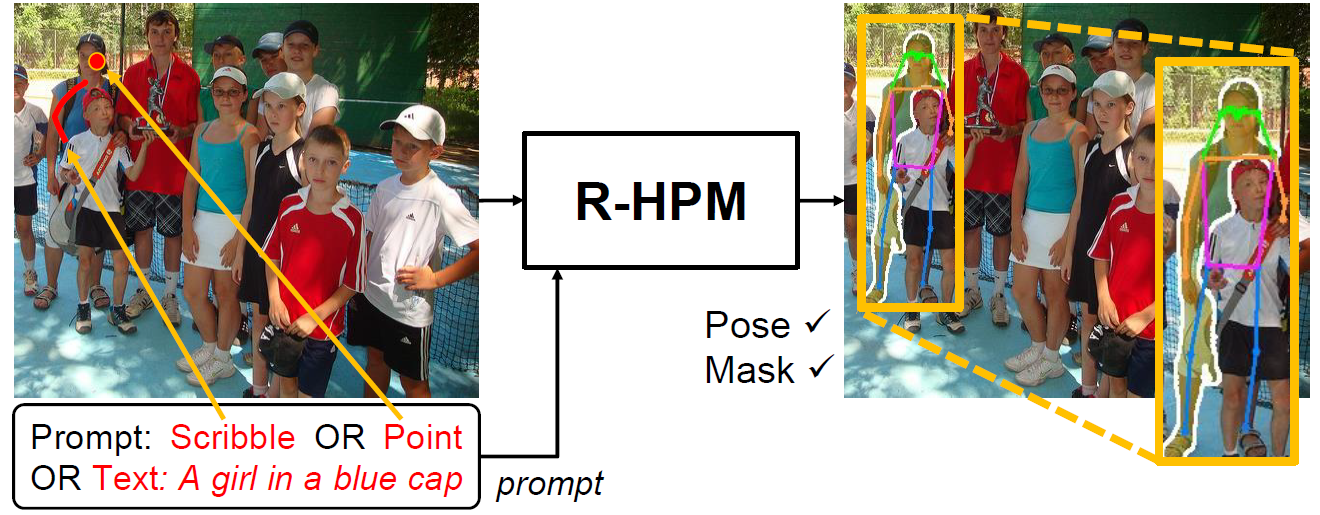 R-HPM
Pose ✓
Mask ✓
Prompt: Scribble OR Point
OR Text: A girl in a blue cap
prompt